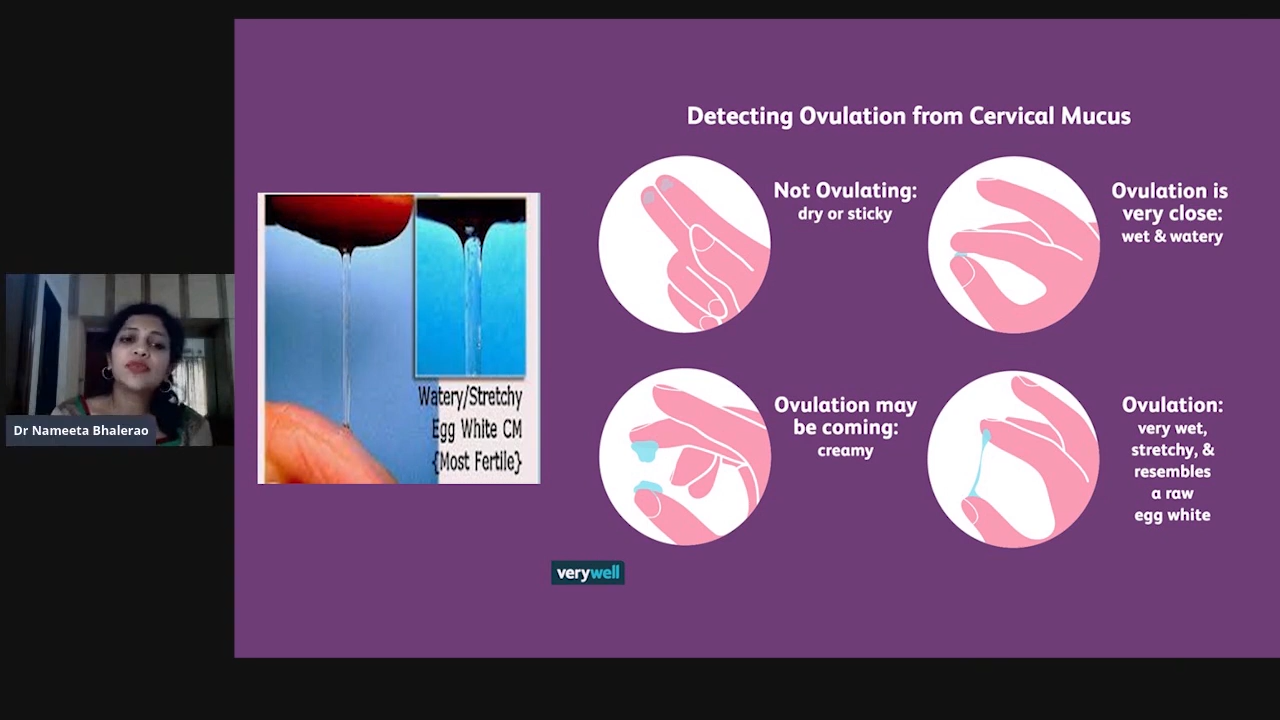 Detecting Ovulation from Cervical Mucus
Not Ovulating:
dry or sticky
Ovulation is
very close:
wet & watery
Ovulation may
be coming:
creamy
Ovulation:
very wet,
stretchy, &
resembles
a raw
egg white
Watery/Stretchy
Egg White CM
{Most Fertile}
verywell
Dr Nameeta Bhalerao